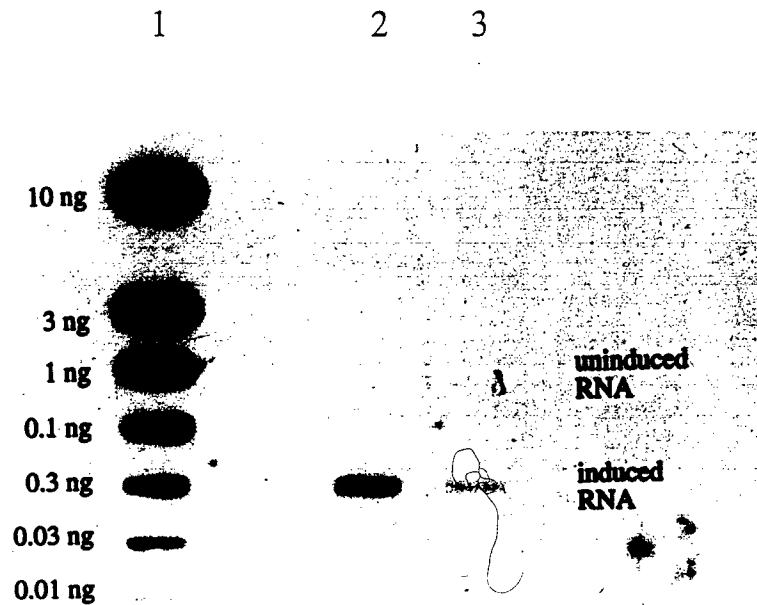 1 2 3
10 ng
3 ng
1 ng
uninduced
RNA
0.1 ng
0.3 ng
induced
RNA
0.03 ng
0.01 ng